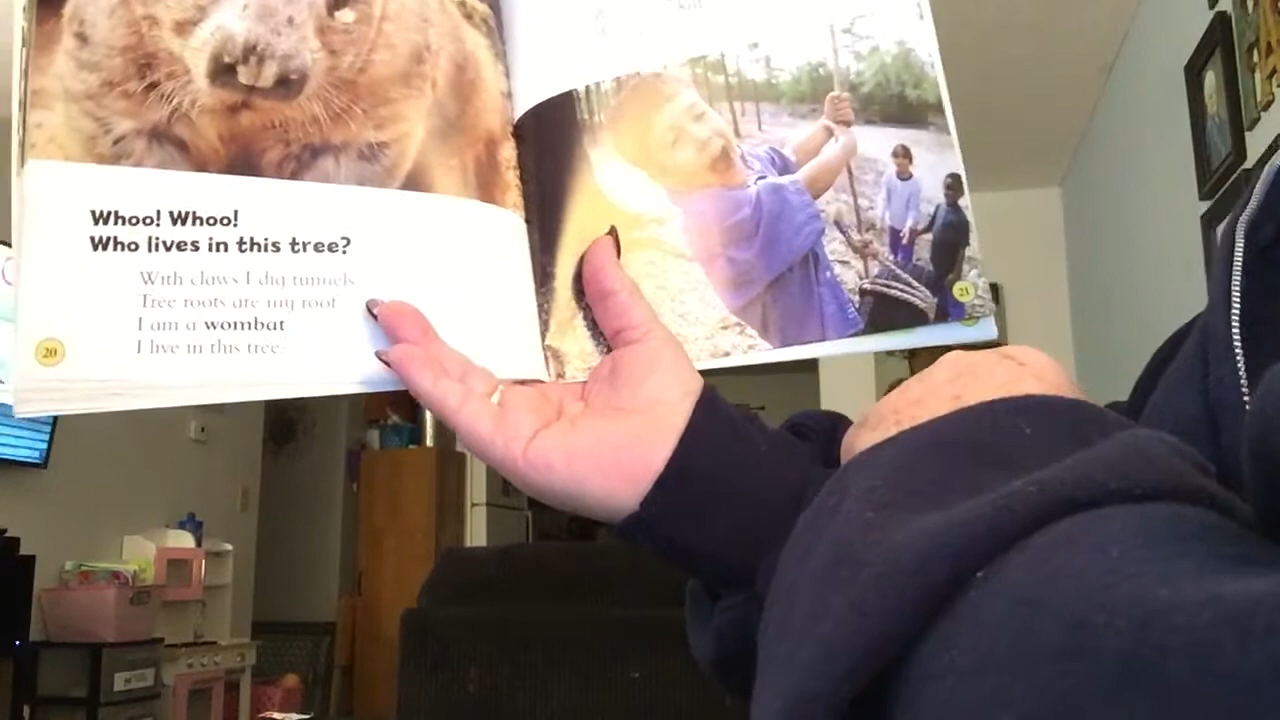 Whoo! Whoo!
Who lives in this tree?
With claws I dig tunnels
Tree roots are my roof
I am a wombat
I live in this tree.
20
21